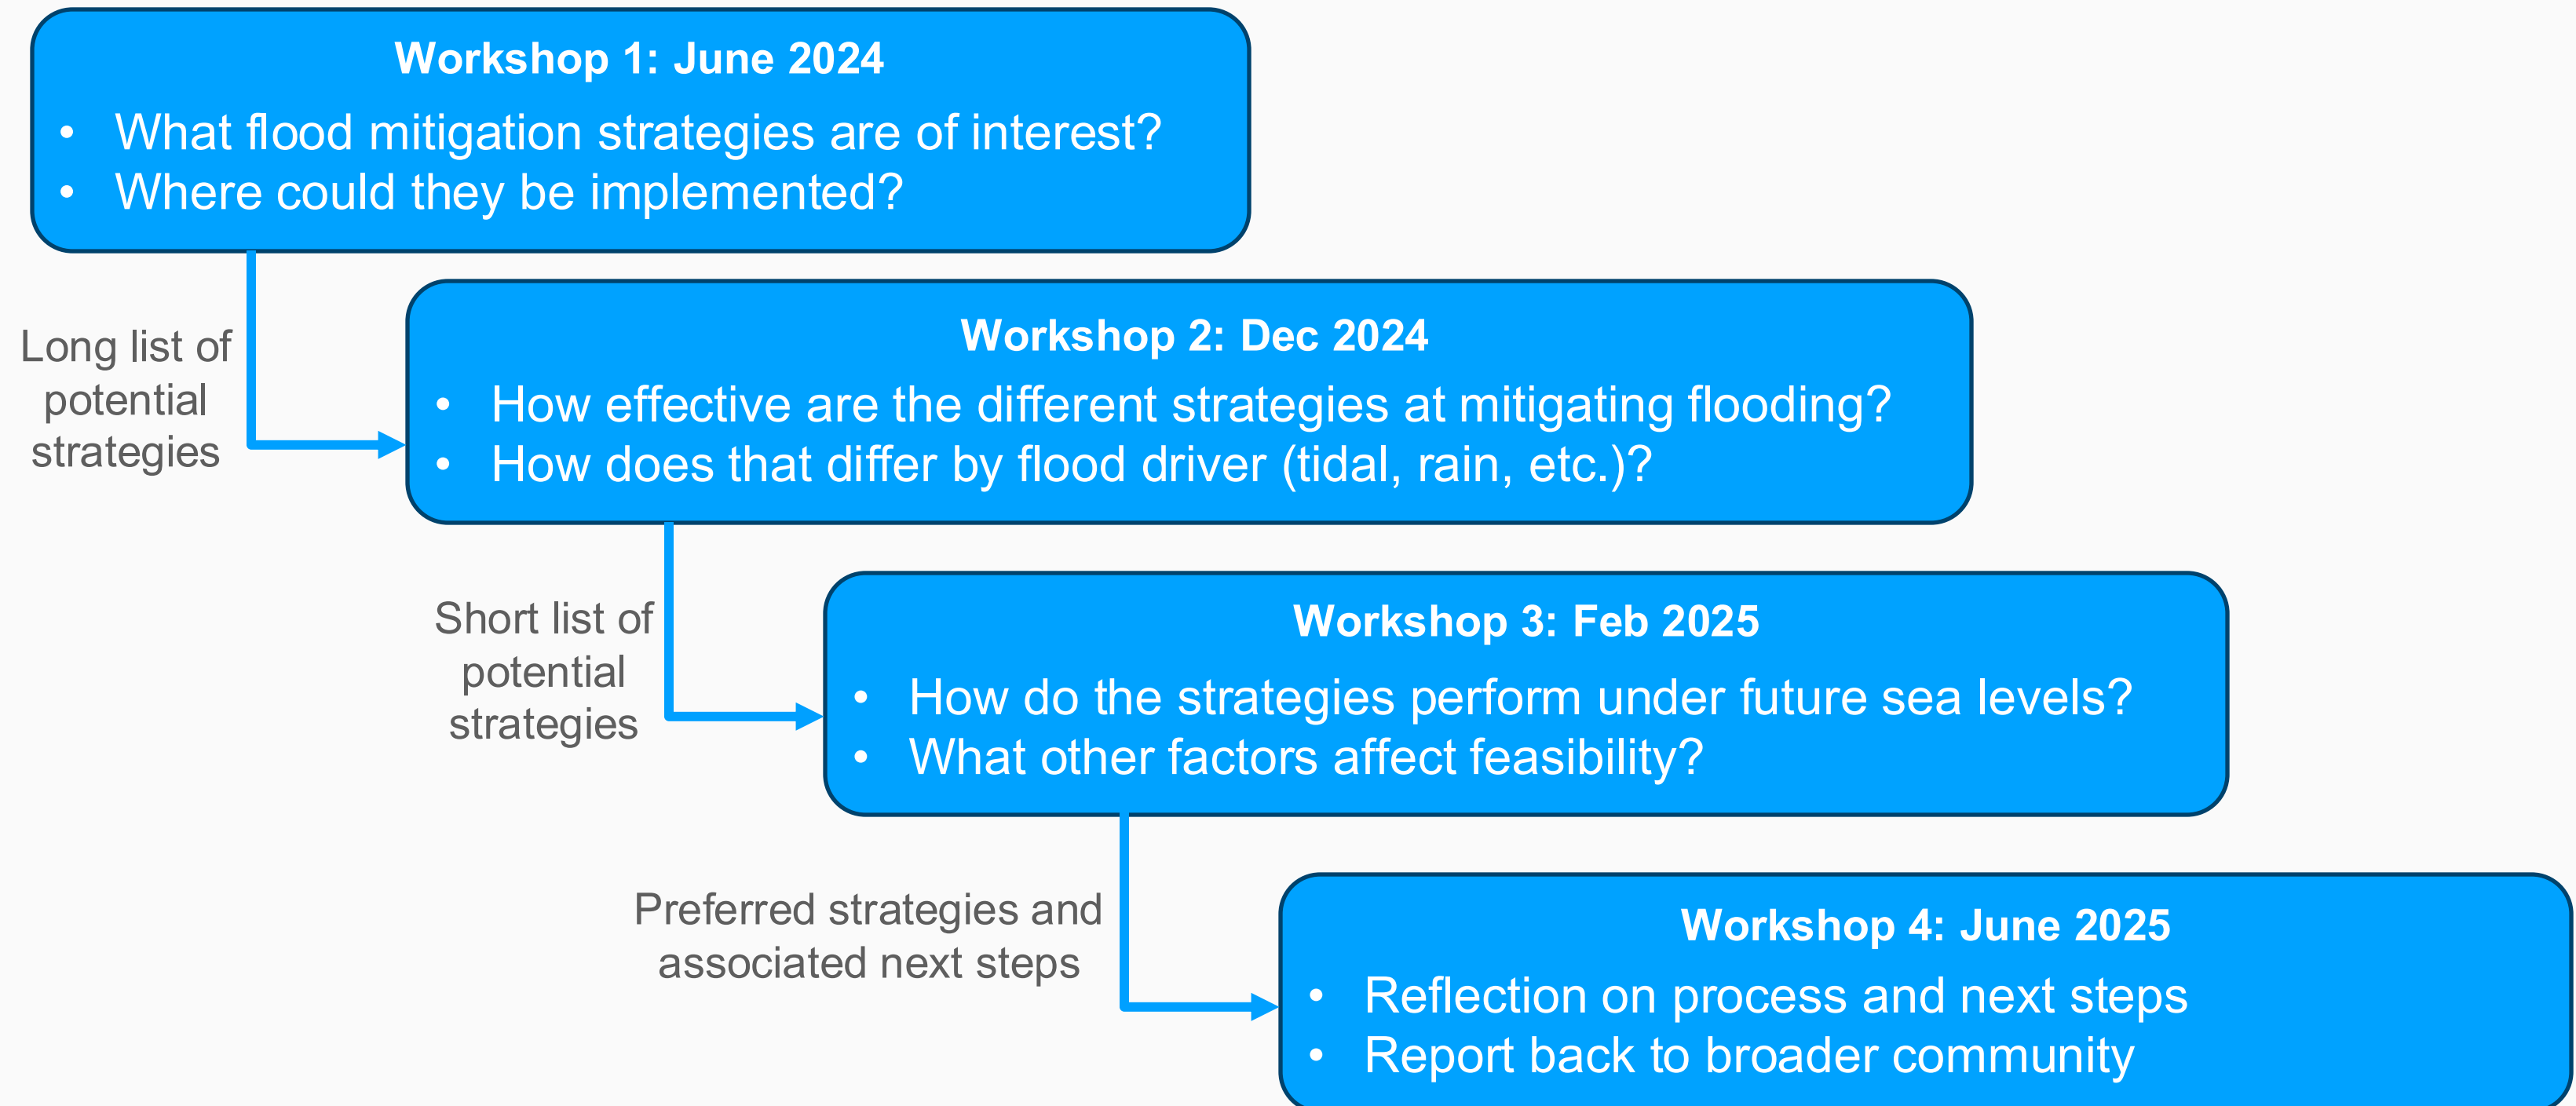 Workshop 1: June 2024
• What flood mitigation strategies are of interest?
• Where could they be implemented?
Long list of
potential
strategies
Workshop 2: Dec 2024
• How effective are the different strategies at mitigating flooding?
• How does that differ by flood driver (tidal, rain, etc.)?
Short list of
potential
strategies
Workshop 3: Feb 2025
• How do the strategies perform under future sea levels?
• What other factors affect feasibility?
Preferred strategies and
associated next steps
Workshop 4: June 2025
• Reflection on process and next steps
• Report back to broader community